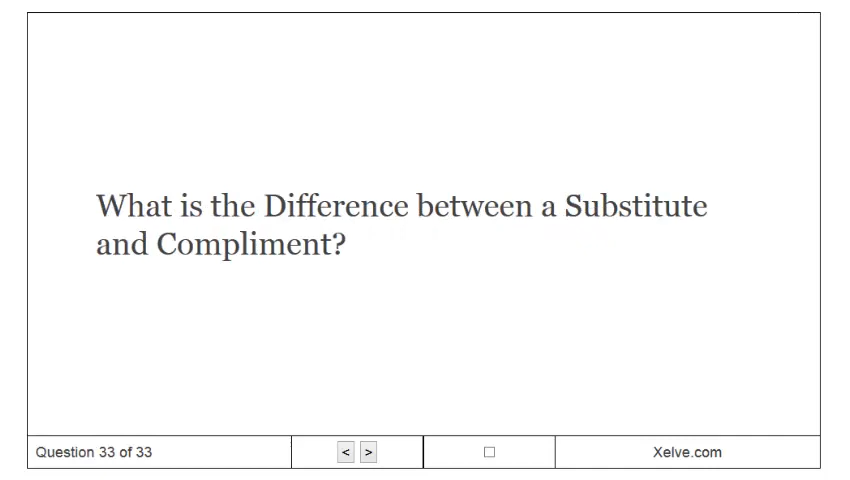 What is the Difference between a Substitute
and Compliment?
Question 33 of 33
< >
Xelve.com